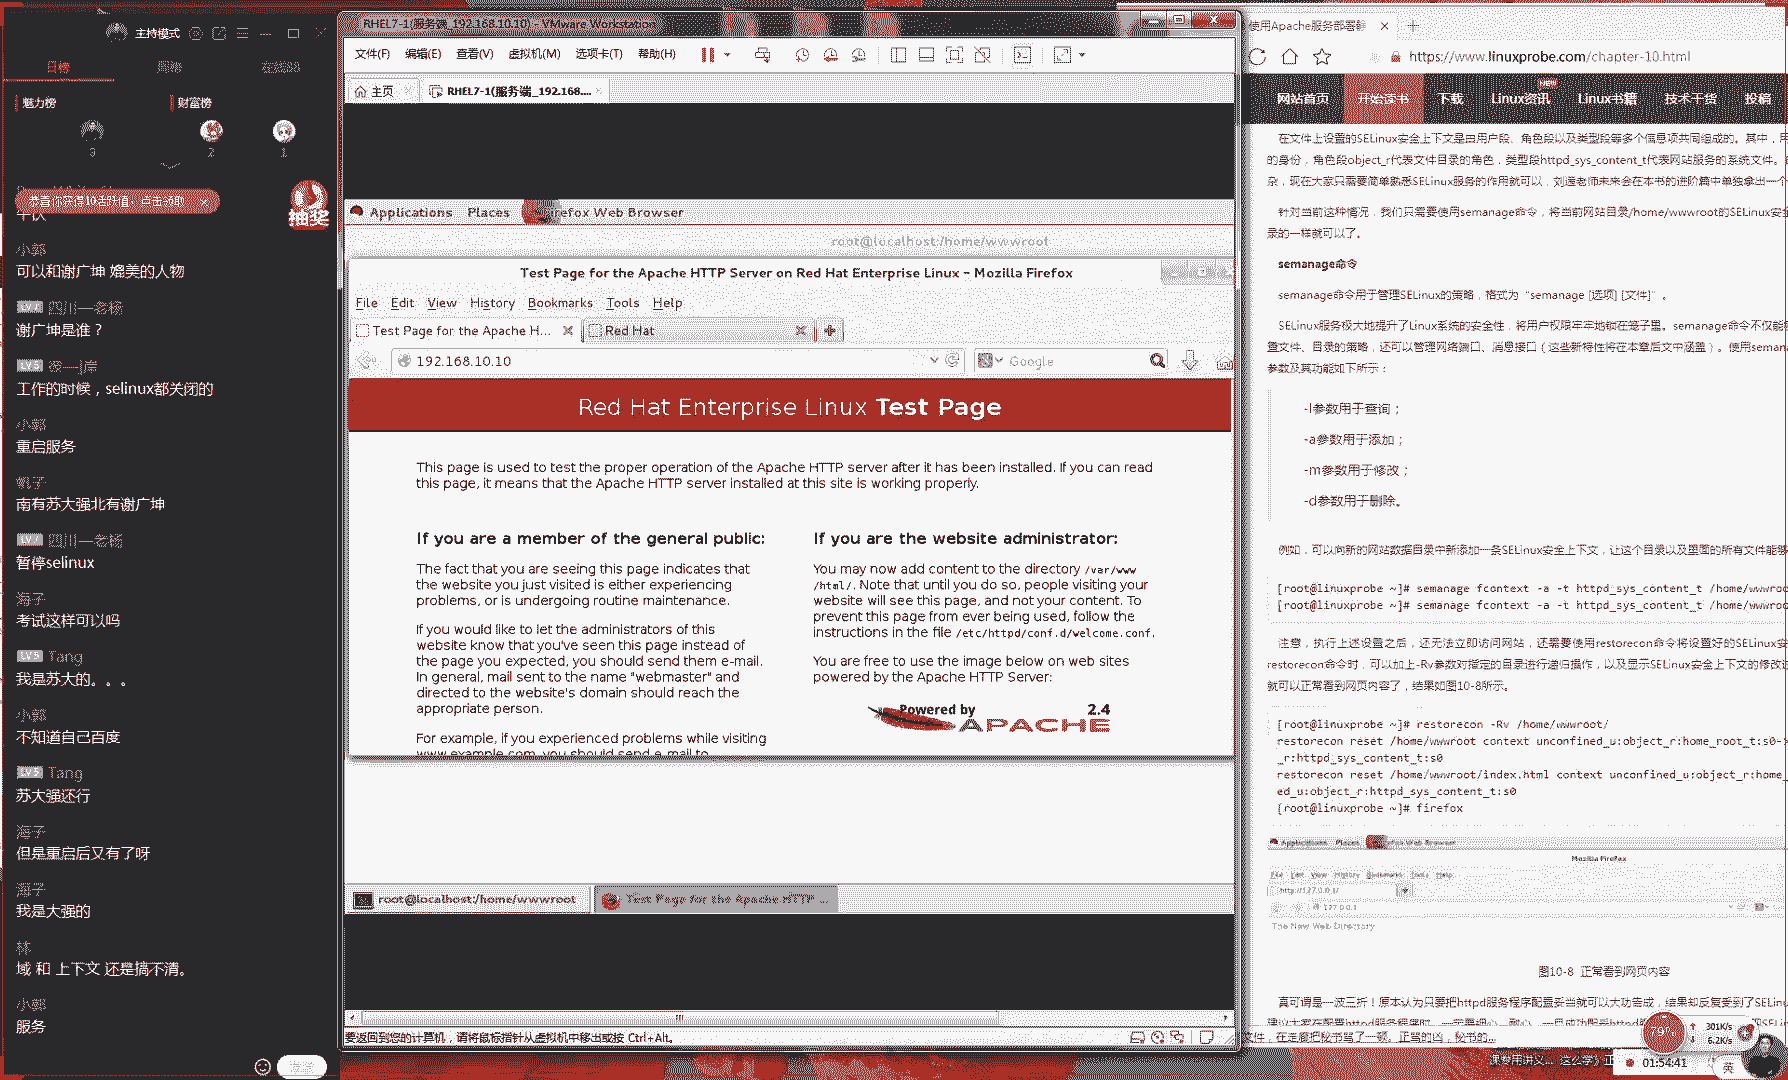 主持模式
日榜
周榜
在线88
魅力榜
财富榜
3
2
1
恭喜你获得10活跃值，点击领取
抽奖
小郭
可以和谢广坤 媲美的人物
四川—老杨
谢广坤是谁？
LV 5
工作的时候，selinux都关闭的
小郭
重启服务
帆子
南有苏大强北有谢广坤
四川—老杨
暂停selinux
海子
考试这样可以吗
LV 5 Tang
我是苏大的。。。
小郭
不知道自己百度
LV 5 Tang
苏大强还行
海子
但是重启后又有了呀
海子
我是大强的
林
域 和 上下文 还是搞不清。
小郭
服务
RHEL7-1(服务端_192.168.10.10) - VMware Workstation
文件(F) 编辑(E) 查看(V) 虚拟机(M) 选项卡(T) 帮助(H)
主页
RHEL7-1(服务端_192.168....
Applications Places Firefox Web Browser
root@localhost:/home/wwwroot
Test Page for the Apache HTTP Server on Red Hat Enterprise Linux - Mozilla Firefox
File Edit View History Bookmarks Tools Help
Test Page for the Apache H...
Red Hat
192.168.10.10
Google
Red Hat Enterprise Linux Test Page
This page is used to test the proper operation of the Apache HTTP server after it has been installed. If you can read
this page, it means that the Apache HTTP server installed at this site is working properly.
If you are a member of the general public:
The fact that you are seeing this page indicates that
the website you just visited is either experiencing
problems, or is undergoing routine maintenance.
If you would like to let the administrators of this
website know that you've seen this page instead of
the page you expected, you should send them e-mail.
In general, mail sent to the name "webmaster" and
directed to the website's domain should reach the
appropriate person.
For example, if you experienced problems while visiting
www.example.com, you should send e-mail to
If you are the website administrator:
You may now add content to the directory /var/www
/html/. Note that until you do so, people visiting your
website will see this page, and not your content. To
prevent this page from ever being used, follow the
instructions in the file /etc/httpd/conf.d/welcome.conf.
You are free to use the image below on web sites
powered by the Apache HTTP Server:
Powered by
APACHE
2.4
root@localhost:/home/wwwroot
Test Page for the Apache HTTP ...
要返回到您的计算机，请将鼠标指针从虚拟机中移出或按 Ctrl+Alt。
使用Apache服务部署静
https://www.linuxprobe.com/chapter-10.html
网站首页 开始读书 下载 Linux资讯 NEW Linux书籍 技术干货 投稿
在文件上设置的SELinux安全上下文是由用户段、角色段以及类型段等多个信息项共同组成的。其中，用
的身份，角色段object_r代表文件目录的角色，类型段httpd_sys_content_t代表网站服务的系统文件。
杂，现在大家只需要简单熟悉SELinux服务的作用就可以，刘遄老师未来会在本书的进阶篇中单独拿出一个
针对当前这种情况，我们只需要使用semanage命令，将当前网站目录/home/wwwroot的SELinux安全
录的一样就可以了。
semanage命令
semanage命令用于管理SELinux的策略，格式为“semanage [选项] [文件]”。
SELinux服务极大地提升了Linux系统的安全性，将用户权限牢牢地锁在笼子里。semanage命令不仅能够
置文件、目录的策略，还可以管理网络端口、消息接口（这些新特性将在本章后文中涵盖）。使用seman
参数及其功能如下所示：
-l参数用于查询；
-a参数用于添加；
-m参数用于修改；
-d参数用于删除。
例如，可以向新的网站数据目录中新添加一条SELinux安全上下文，让这个目录以及里面的所有文件能够
[root@linuxprobe ~]# semanage fcontext -a -t httpd_sys_content_t /home/wwwroo
[root@linuxprobe ~]# semanage fcontext -a -t httpd_sys_content_t /home/wwwroo
注意，执行上述设置之后，还无法立即访问网站，还需要使用restorecon命令将设置好的SELinux安
restorecon命令时，可以加上-Rv参数对指定的目录进行递归操作，以及显示SELinux安全上下文的修改过
就可以正常看到网页内容了，结果如图10-8所示。
[root@linuxprobe ~]# restorecon -Rv /home/wwwroot/
restorecon reset /home/wwwroot context unconfined_u:object_r:home_root_t:s0-
_r:httpd_sys_content_t:s0
restorecon reset /home/wwwroot/index.html context unconfined_u:object_r:home_
ed_u:object_r:httpd_sys_content_t:s0
[root@linuxprobe ~]# firefox
Applications Places Firefox Web Browser
Mozilla Firefox
File Edit View History Bookmarks Tools Help
http://127.0.0.1/
127.0.0.1
The New Web Directory
图10-8 正常看到网页内容
真可谓是一波三折！原本认为只要把httpd服务程序配置妥当就可以大功告成，结果却反复受到了SELinu
79%
301K/s
6.2K/s
01:54:41
英